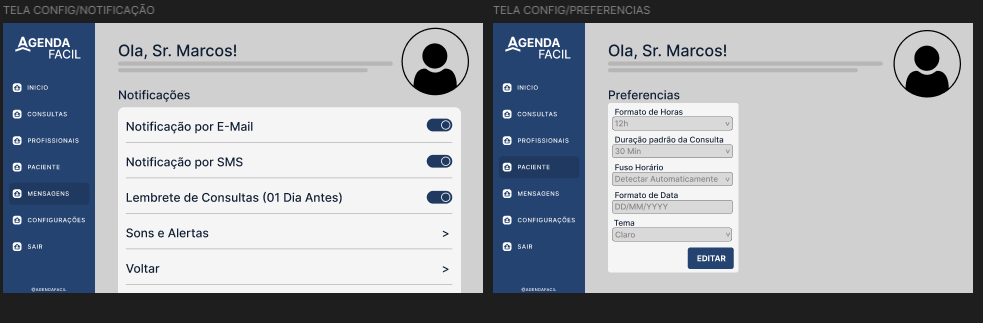 TELA CONFIG/NOTIFICAÇÃO
AGENDA
FACIL
INICIO
CONSULTAS
PROFISSIONAIS
PACIENTE
MENSAGENS
CONFIGURAÇÕES
SAIR
©AGENDAFACIL
Ola, Sr. Marcos!
Notificações
Notificação por E-Mail
Notificação por SMS
Lembrete de Consultas (01 Dia Antes)
Sons e Alertas >
Voltar >
TELA CONFIG/PREFERENCIAS
AGENDA
FACIL
INICIO
CONSULTAS
PROFISSIONAIS
PACIENTE
MENSAGENS
CONFIGURAÇÕES
SAIR
©AGENDAFACIL
Ola, Sr. Marcos!
Preferencias
Formato de Horas
12h v
Duração padrão da Consulta
30 Min v
Fuso Horário
Detectar Automaticamente v
Formato de Data
DD/MM/YYYY
Tema
Claro v
EDITAR